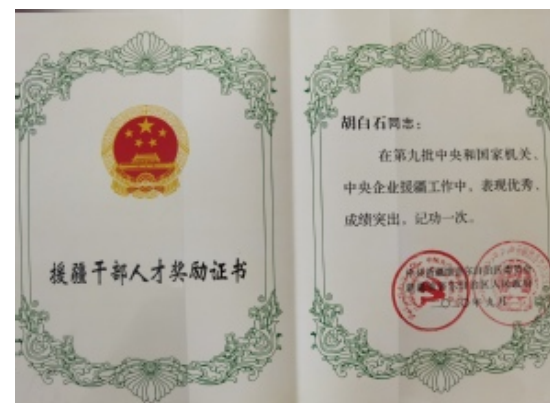 援疆干部人才奖励证书
胡白石同志：
在第九批中央和国家机关、
中央企业援疆工作中，表现优秀、
成绩突出，记功一次。